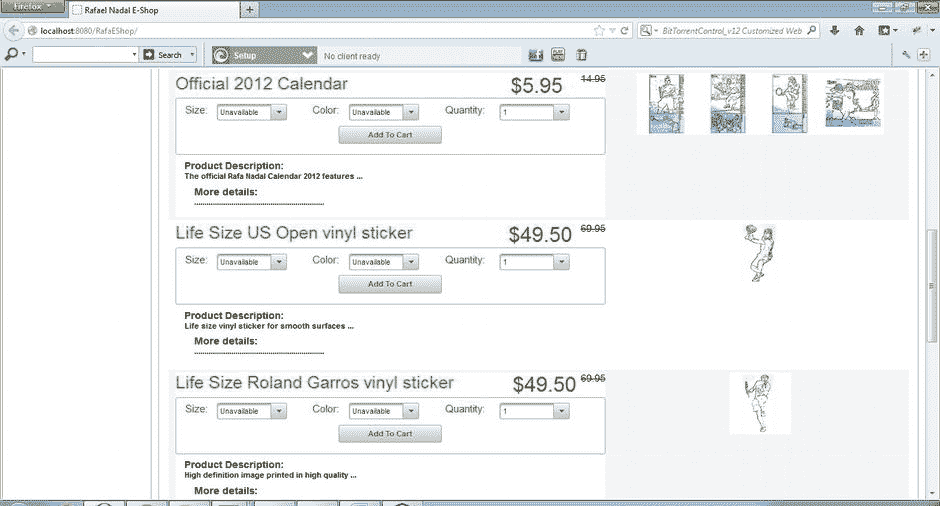 Firefox
Rafael Nadal E-Shop
localhost:8080/RafaEShop/
BitTorrentControl_v12 Customized Web
Search
Setup
No client ready
Official 2012 Calendar
$5.95
14.95
Size:
Unavailable
Color:
Unavailable
Quantity:
1
Add To Cart
Product Description:
The official Rafa Nadal Calendar 2012 features ...
More details:
Life Size US Open vinyl sticker
$49.50
69.95
Size:
Unavailable
Color:
Unavailable
Quantity:
1
Add To Cart
Product Description:
Life size vinyl sticker for smooth surfaces ...
More details:
Life Size Roland Garros vinyl sticker
$49.50
69.95
Size:
Unavailable
Color:
Unavailable
Quantity:
1
Add To Cart
Product Description:
High definition image printed in high quality ...
More details: